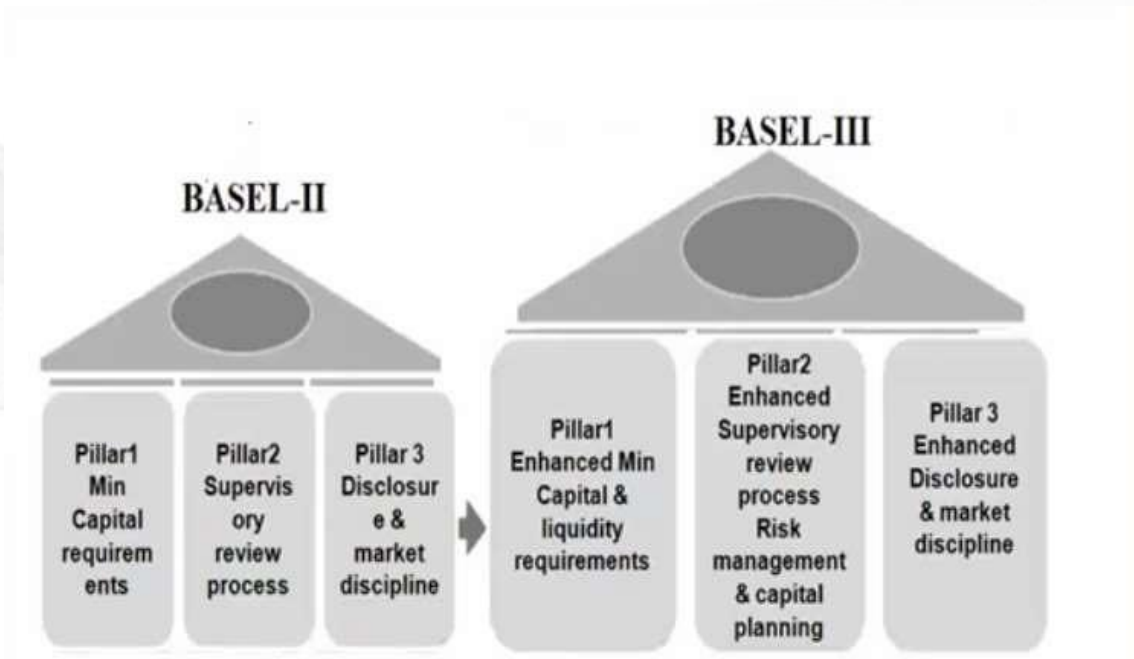 BASEL-II
Pillar1
Min
Capital
requirem
ents
Pillar2
Supervis
ory
review
process
Pillar 3
Disclosur
e &
market
discipline
BASEL-III
Pillar1
Enhanced Min
Capital &
liquidity
requirements
Pillar2
Enhanced
Supervisory
review
process
Risk
management
& capital
planning
Pillar 3
Enhanced
Disclosure
& market
discipline